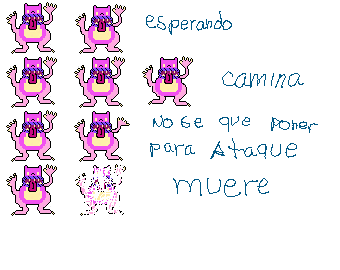 esperando
camina
No se que poner
para Ataque
muere